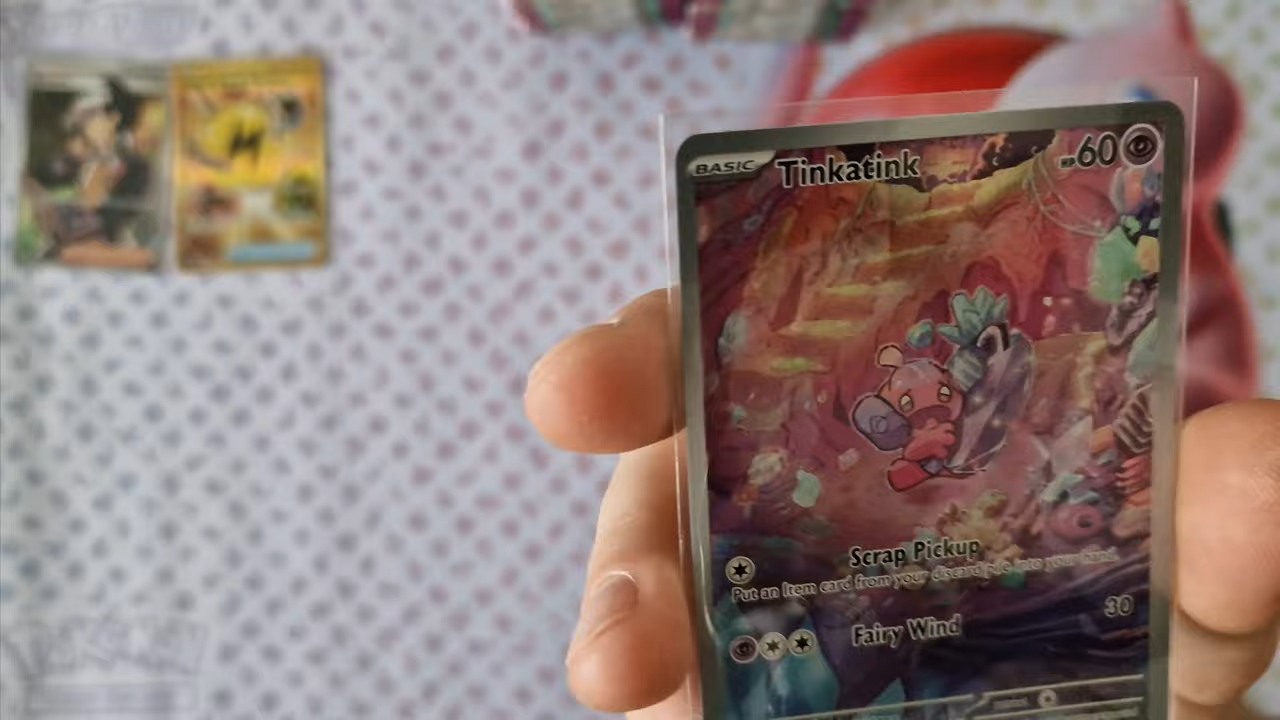 BASIC Tinkatink HP 60
Scrap Pickup
Put an Item card from your discard pile into your hand.
Fairy Wind 30